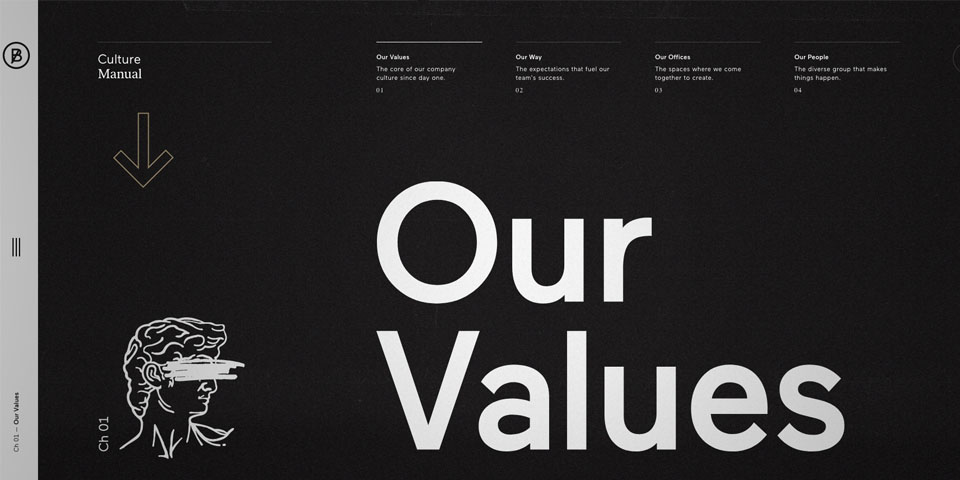 Culture
Manual
Our Values
The core of our company
culture since day one.
01
Our Way
The expectations that fuel our
team's success.
02
Our Offices
The spaces where we come
together to create.
03
Our People
The diverse group that makes
things happen.
04
Our
Values
Ch 01
Ch 01 — Our Values